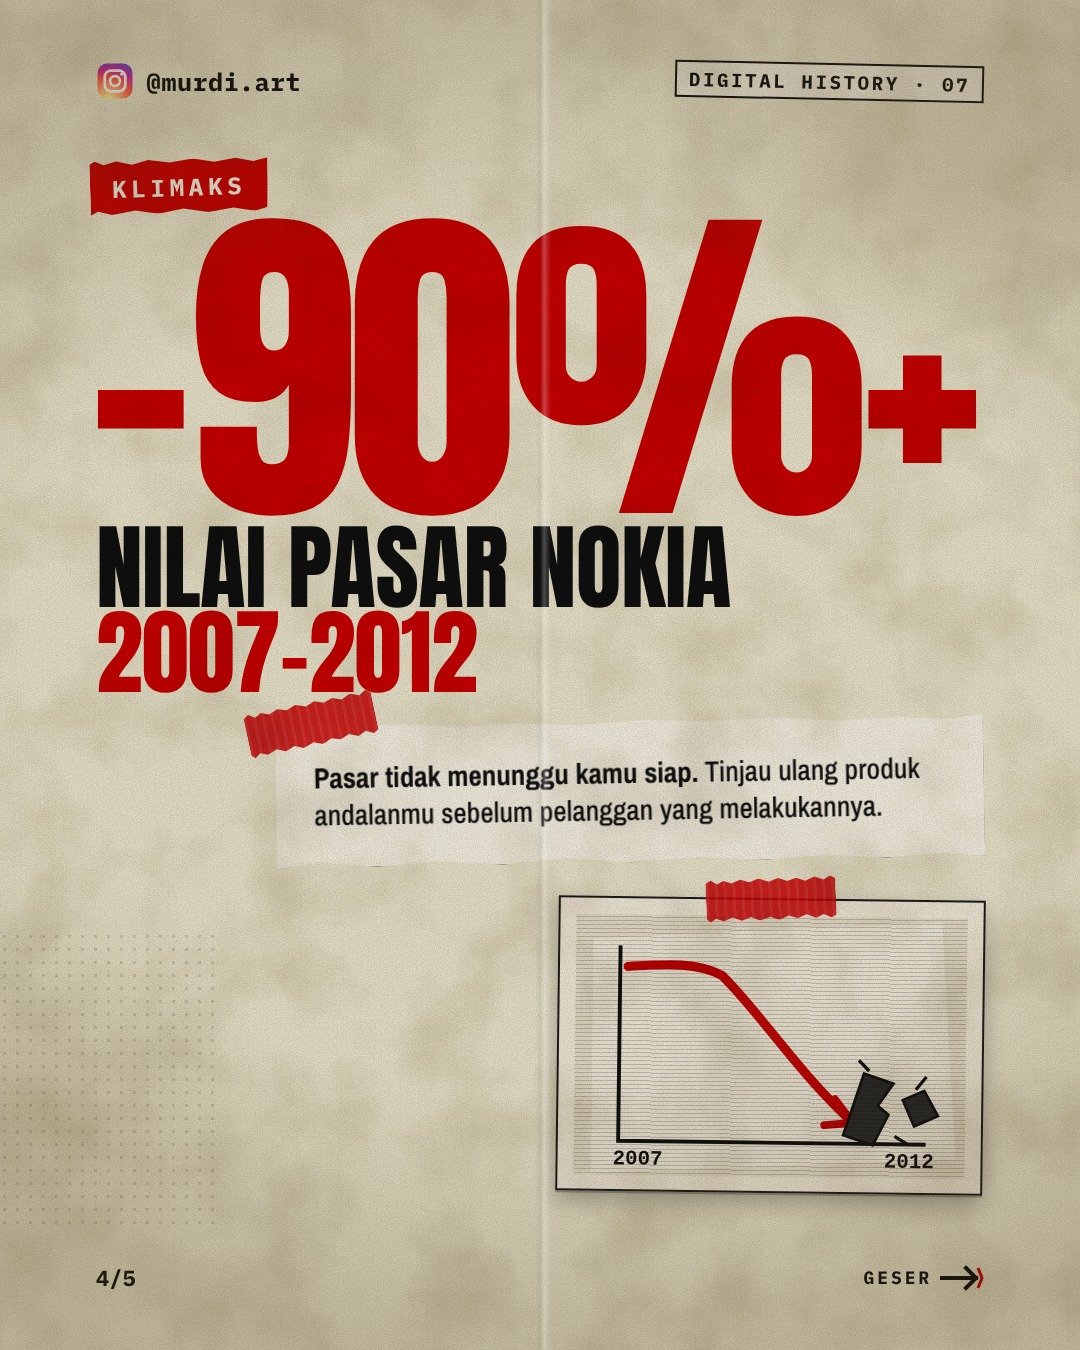 @murdi.art
DIGITAL HISTORY · 07
KLIMAKS
-90%+
NILAI PASAR NOKIA
2007-2012
Pasar tidak menunggu kamu siap. Tinjau ulang produk
andalanmu sebelum pelanggan yang melakukannya.
2007
2012
4/5
GESER